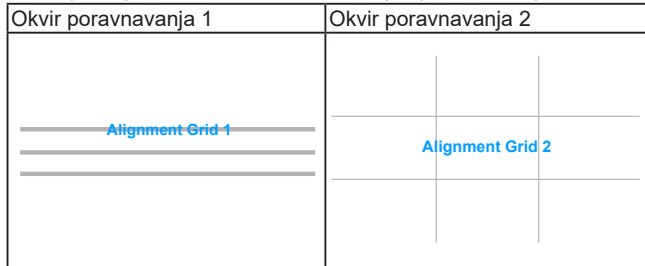 Okvir poravnavanja 1
Okvir poravnavanja 2
Alignment Grid 1
Alignment Grid 2